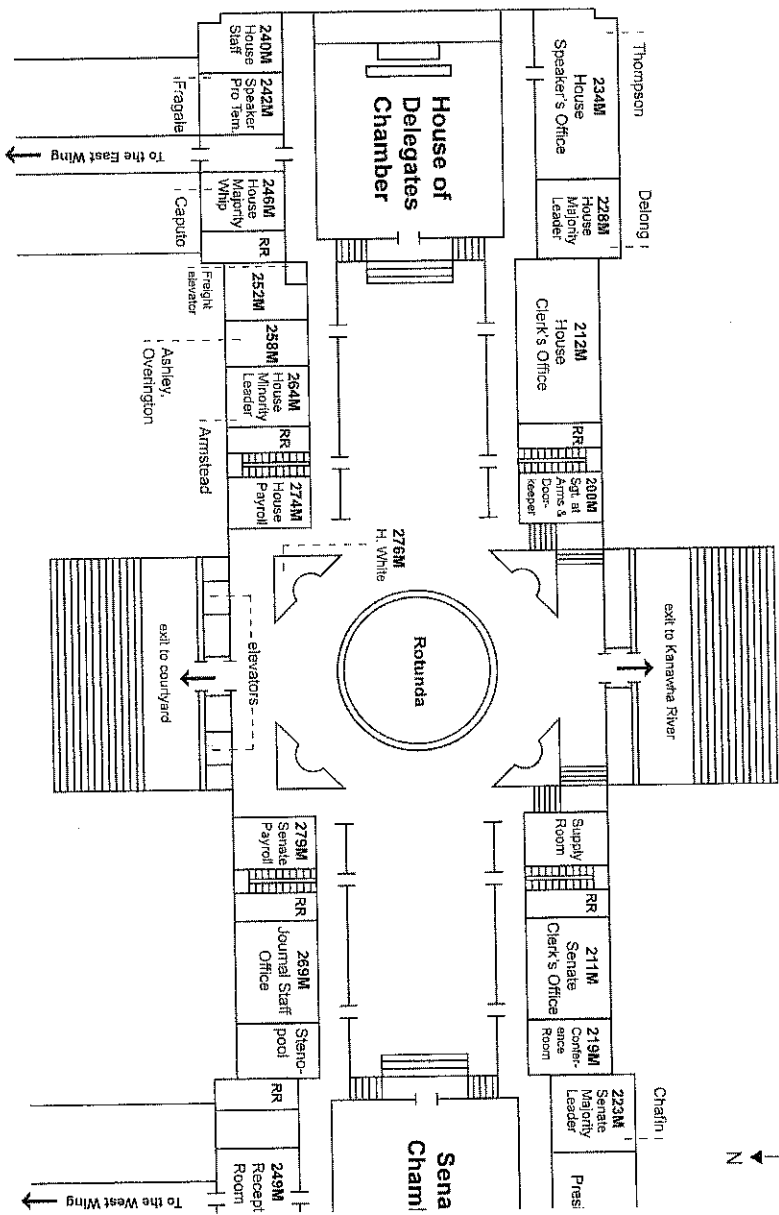 Thompson
Delong
Chafin
234M
House
Speaker's Office
228M
House
Majority
Leader
212M
House
Clerk's Office
RR
200M
Sgt. at
Arms &
Door-
keeper
exit to Kanawha River
Supply
Room
RR
211M
Senate
Clerk's Office
219M
Confer-
ence
Room
223M
Senate
Majority
Leader
Presi
N
House of
Delegates
Chamber
276M
H. White
Rotunda
Sena
Cham
240M
House
Staff
242M
Speaker
Pro Tem.
246M
House
Majority
Whip
RR
252M
258M
264M
House
Minority
Leader
RR
274M
House
Payroll
elevators
279M
Senate
Payroll
RR
269M
Journal Staff
Office
Steno-
pool
RR
249M
Recept
Room
Fragale
To the East Wing
Caputo
Freight
elevator
Ashley,
Overington
Armstead
exit to courtyard
To the West Wing